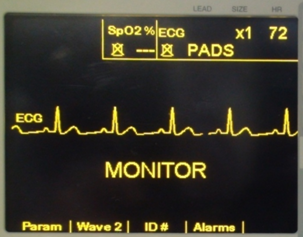 LEAD SIZE HR
SpO2 % ECG x1 72
--- PADS
ECG
MONITOR
Param Wave 2 ID # Alarms